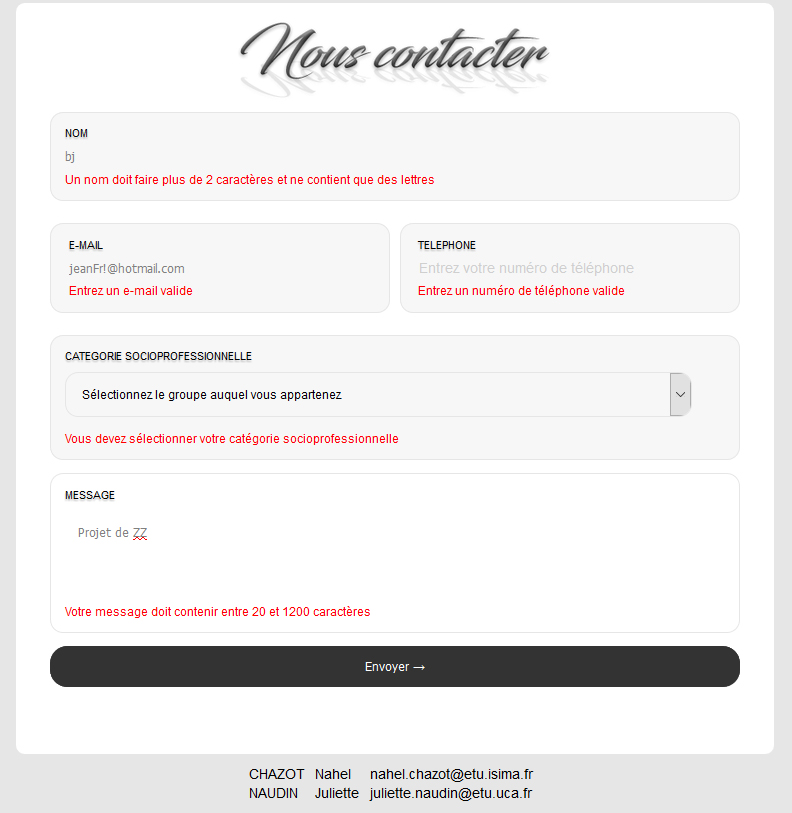 Nous contacter
NOM
bj
Un nom doit faire plus de 2 caractères et ne contient que des lettres
E-MAIL
jeanFr!@hotmail.com
Entrez un e-mail valide
TELEPHONE
Entrez votre numéro de téléphone
Entrez un numéro de téléphone valide
CATEGORIE SOCIOPROFESSIONNELLE
Sélectionnez le groupe auquel vous appartenez
Vous devez sélectionner votre catégorie socioprofessionnelle
MESSAGE
Projet de ZZ
Votre message doit contenir entre 20 et 1200 caractères
Envoyer →
CHAZOT Nahel nahel.chazot@etu.isima.fr
NAUDIN Juliette juliette.naudin@etu.uca.fr